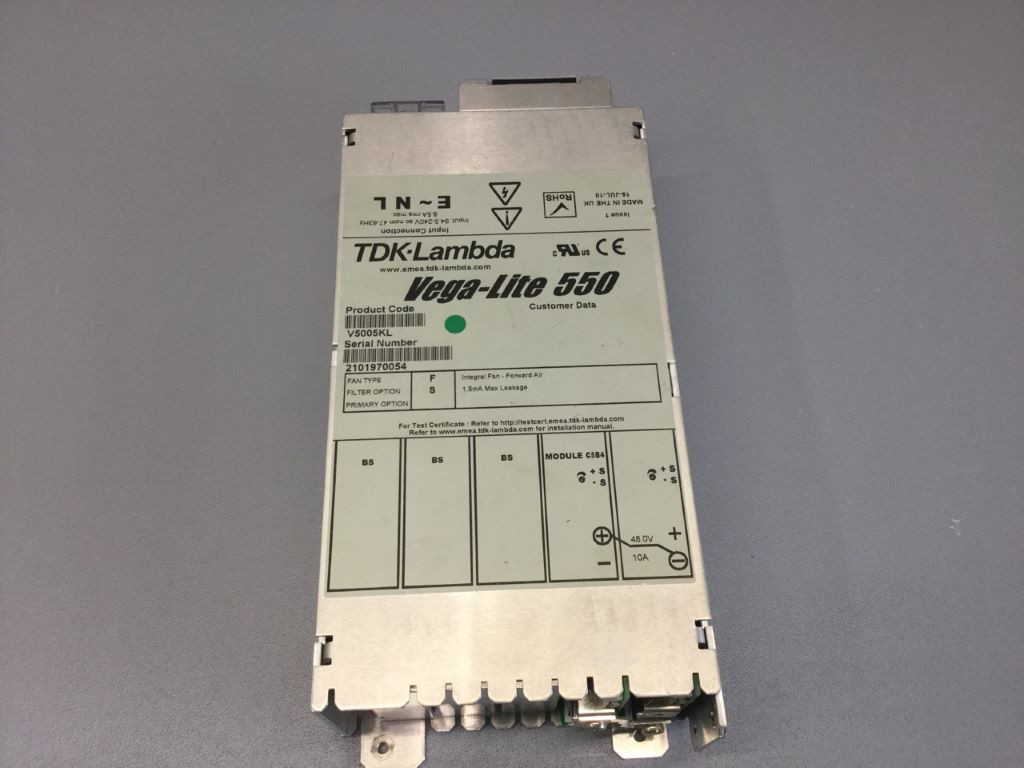 Issue 1
MADE IN THE UK
16-JUL-10
RoHS
Input Connection
Input: 94.5-240V ac nom 47-63Hz
8.5A rms max
E ~ N L
TDK·Lambda
www.emea.tdk-lambda.com
c RU us CE
Vega-Lite 550
Product Code
Customer Data
V5005KL
Serial Number
2101970054
FAN TYPE F Integral Fan - Forward Air
FILTER OPTION S 1.5mA Max Leakage
PRIMARY OPTION
For Test Certificate : Refer to http://testcert.emea.tdk-lambda.com
Refer to www.emea.tdk-lambda.com for installation manual.
BS BS BS MODULE C5B4
+ S + S
- S - S
+ 48.0V +
- 10A -